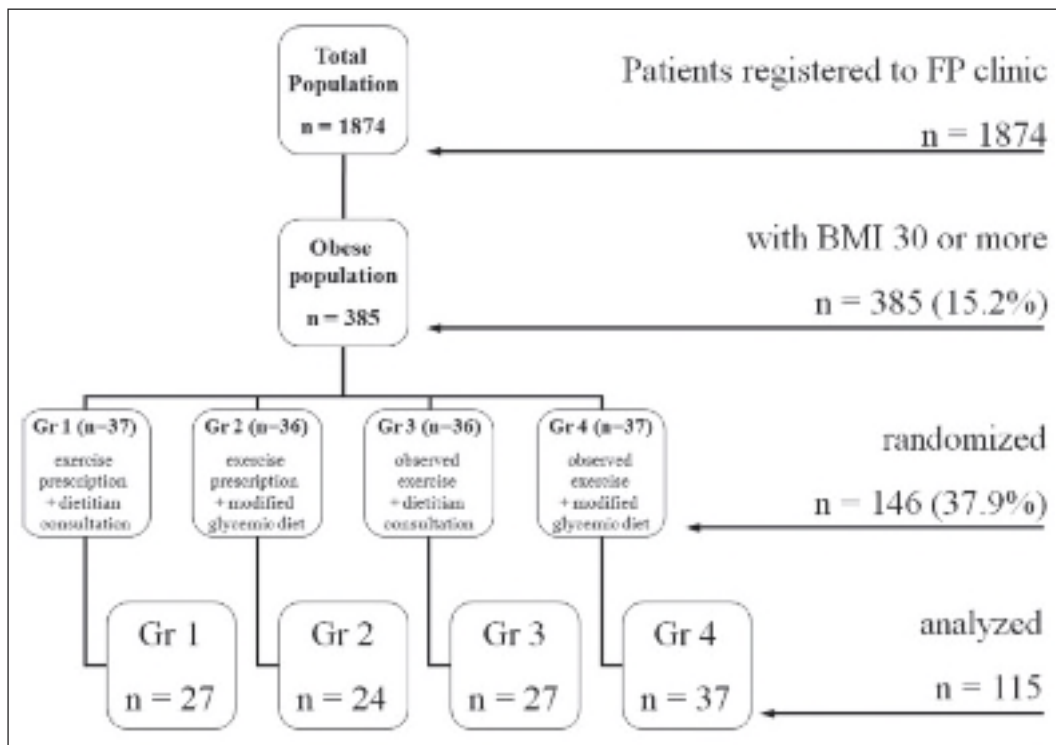 Total
Population
n = 1874
Patients registered to FP clinic
n = 1874
Obese
population
n = 385
with BMI 30 or more
n = 385 (15.2%)
Gr 1 (n=37)
exercise
prescription
+ dietitian
consultation
Gr 2 (n=36)
exercise
prescription
+ modified
glycemic diet
Gr 3 (n=36)
observed
exercise
+ dietitian
consultation
Gr 4 (n=37)
observed
exercise
+ modified
glycemic diet
randomized
n = 146 (37.9%)
Gr 1
n = 27
Gr 2
n = 24
Gr 3
n = 27
Gr 4
n = 37
analyzed
n = 115